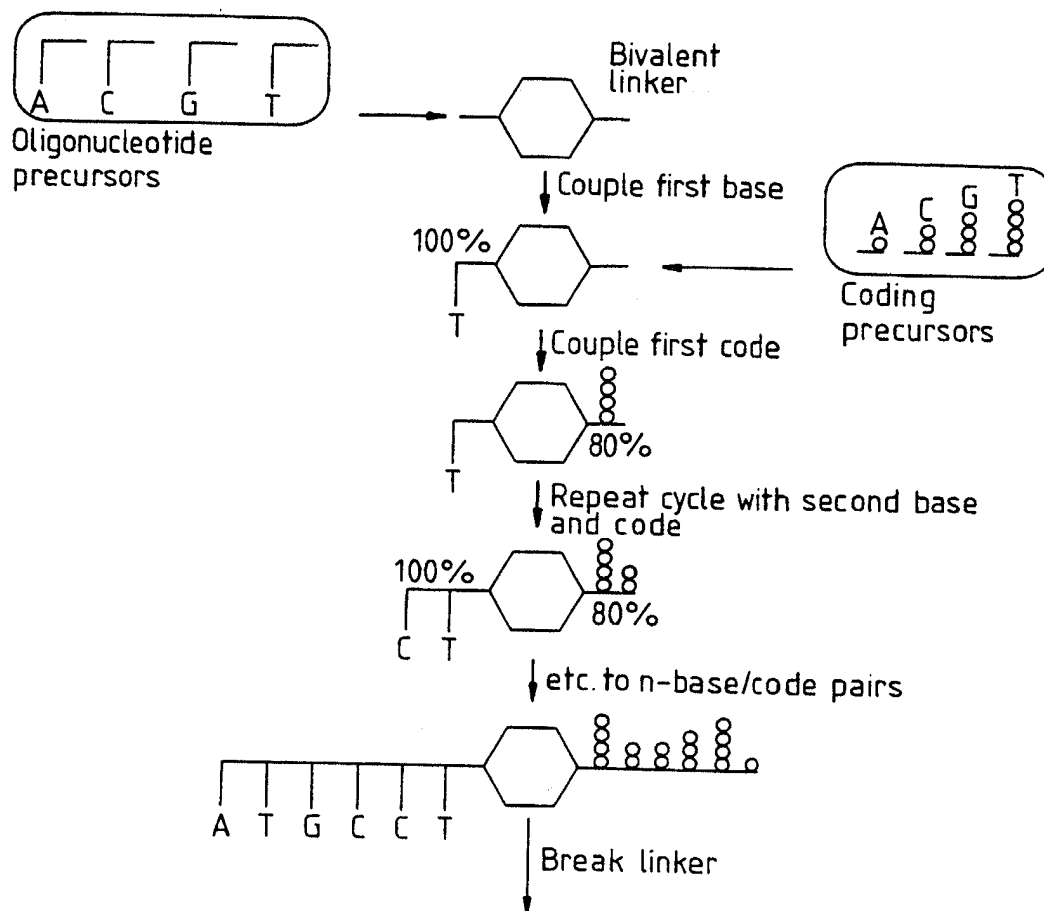 A C G T
Oligonucleotide
precursors
Bivalent
linker
Couple first base
A C G T
Coding
precursors
100%
T
Couple first code
T
80%
Repeat cycle with second base
and code
100%
C T
80%
etc. to n-base/code pairs
A T G C C T
Break linker